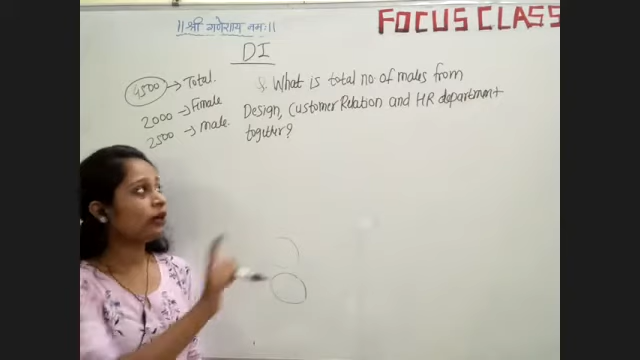 ||श्री गणेशाय नमः||
FOCUS CLASS
DI
4500 → Total.
2000 → Female
2500 → Male.
What is total no. of males from
Design, Customer Relation and HR department
together?